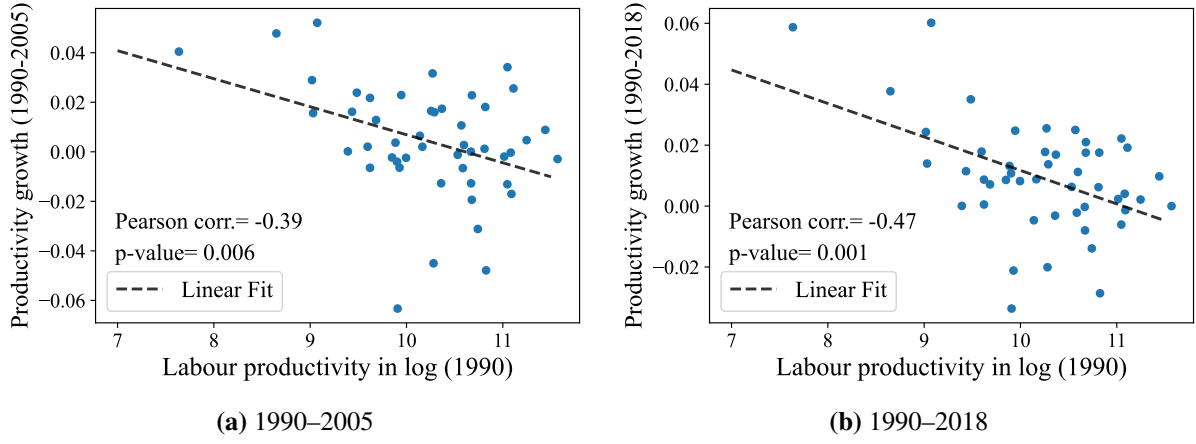 Productivity growth (1990-2005)
0.04
0.02
0.00
−0.02
−0.04
−0.06
Pearson corr.= -0.39
p-value= 0.006
Linear Fit
7 8 9 10 11
Labour productivity in log (1990)
(a) 1990–2005
Productivity growth (1990-2018)
0.06
0.04
0.02
0.00
−0.02
Pearson corr.= -0.47
p-value= 0.001
Linear Fit
7 8 9 10 11
Labour productivity in log (1990)
(b) 1990–2018